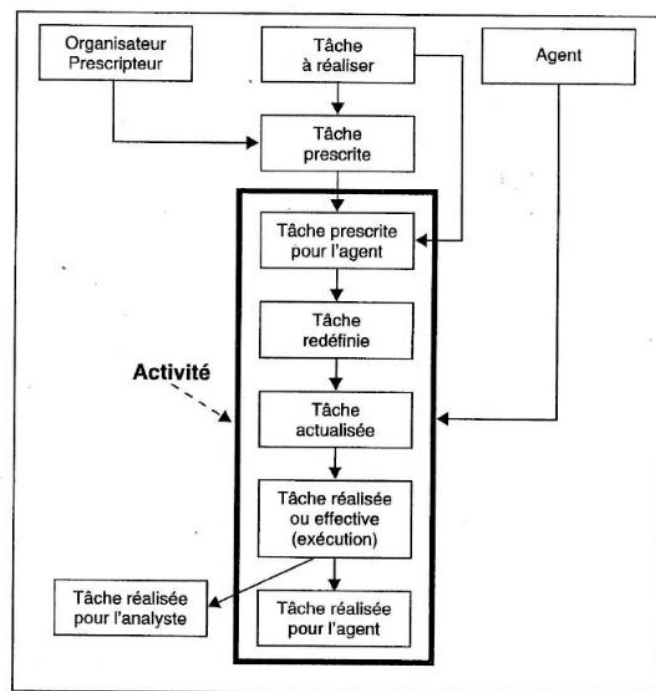 Organisateur
Prescripteur
Tâche
à réaliser
Agent
Tâche
prescrite
Tâche prescrite
pour l'agent
Tâche
redéfinie
Activité
Tâche
actualisée
Tâche réalisée
ou effective
(exécution)
Tâche réalisée
pour l'analyste
Tâche réalisée
pour l'agent